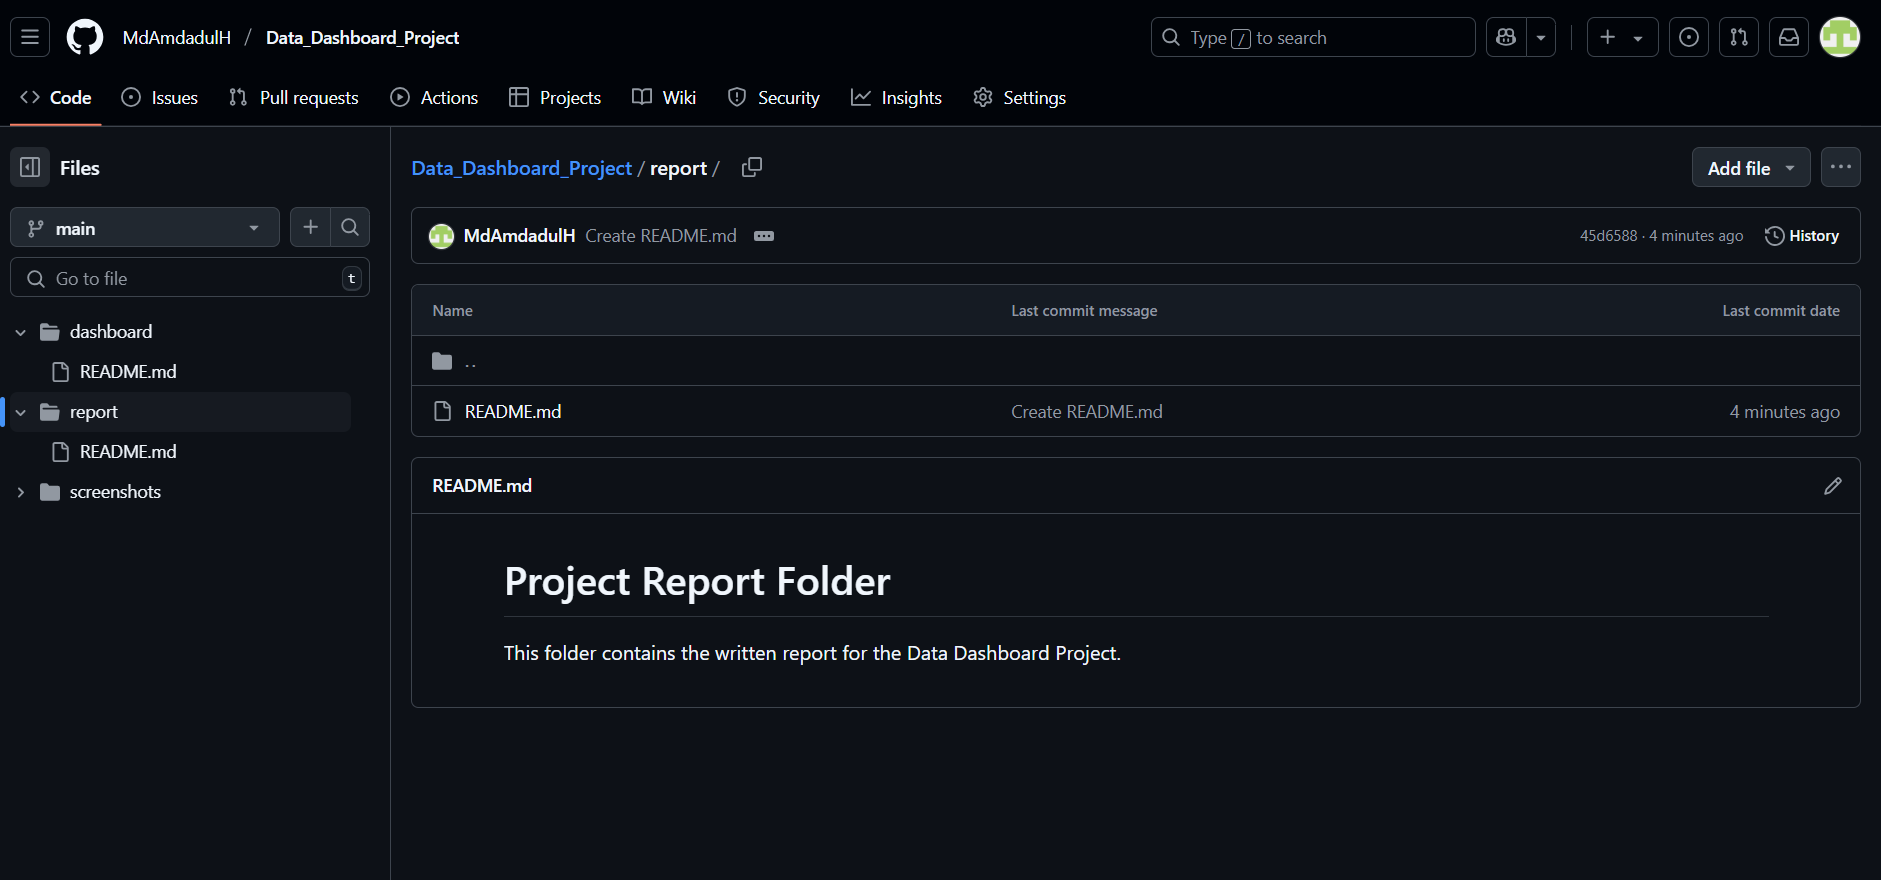 MdAmdadulH / Data_Dashboard_Project
Type / to search
Code Issues Pull requests Actions Projects Wiki Security Insights Settings
Files
main
Go to file t
dashboard
README.md
report
README.md
screenshots
Data_Dashboard_Project / report /
Add file
MdAmdadulH Create README.md
45d6588 · 4 minutes ago History
Name Last commit message Last commit date
..
README.md Create README.md 4 minutes ago
README.md
Project Report Folder
This folder contains the written report for the Data Dashboard Project.